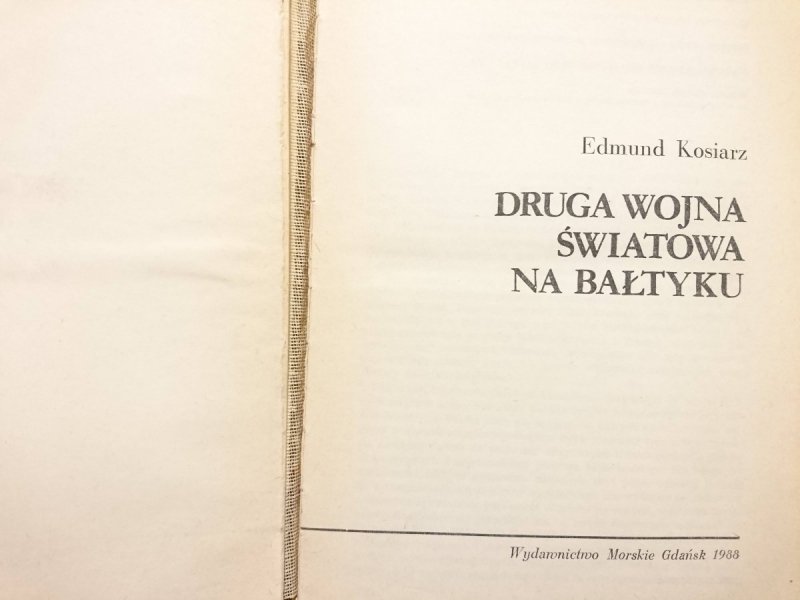 Edmund Kosiarz
DRUGA WOJNA
ŚWIATOWA
NA BAŁTYKU
Wydawnictwo Morskie Gdańsk 1988